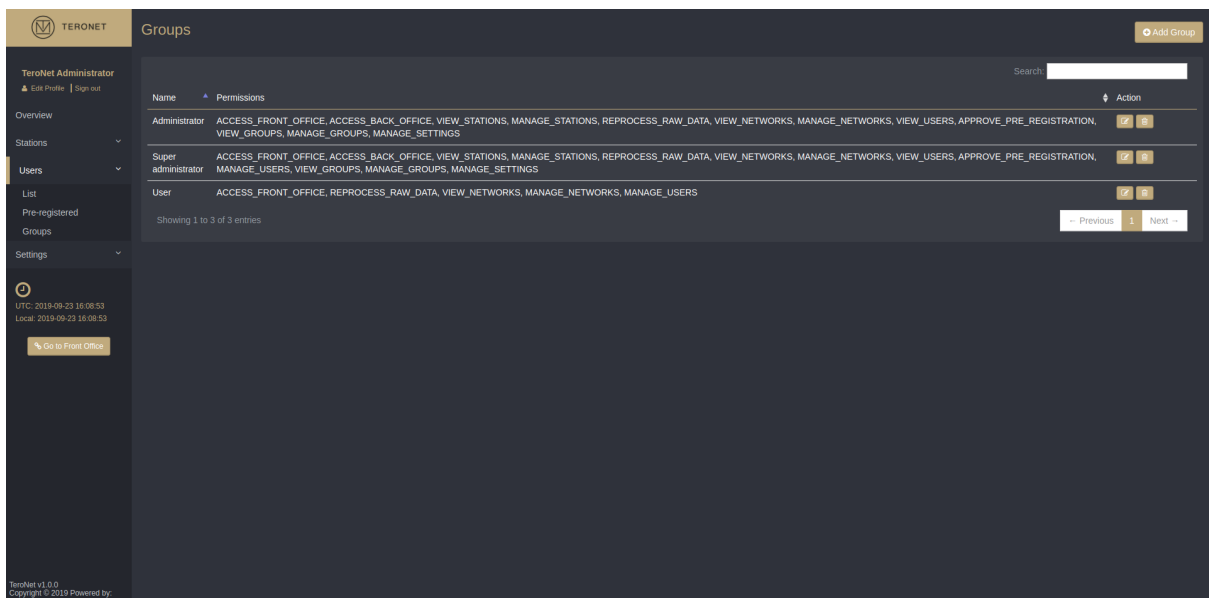 TERONET
TeroNet Administrator
Edit Profile | Sign out
Overview
Stations
Users
List
Pre-registered
Groups
Settings
UTC: 2019-09-23 16:08:53
Local: 2019-09-23 16:08:53
Go to Front Office
TeroNet v1.0.0
Copyright © 2019 Powered by:
Groups
Add Group
Search:
Name Permissions Action
Administrator ACCESS_FRONT_OFFICE, ACCESS_BACK_OFFICE, VIEW_STATIONS, MANAGE_STATIONS, REPROCESS_RAW_DATA, VIEW_NETWORKS, MANAGE_NETWORKS, VIEW_USERS, APPROVE_PRE_REGISTRATION,
VIEW_GROUPS, MANAGE_GROUPS, MANAGE_SETTINGS
Super ACCESS_FRONT_OFFICE, ACCESS_BACK_OFFICE, VIEW_STATIONS, MANAGE_STATIONS, REPROCESS_RAW_DATA, VIEW_NETWORKS, MANAGE_NETWORKS, VIEW_USERS, APPROVE_PRE_REGISTRATION,
administrator MANAGE_USERS, VIEW_GROUPS, MANAGE_GROUPS, MANAGE_SETTINGS
User ACCESS_FRONT_OFFICE, REPROCESS_RAW_DATA, VIEW_NETWORKS, MANAGE_NETWORKS, MANAGE_USERS
Showing 1 to 3 of 3 entries
← Previous 1 Next →